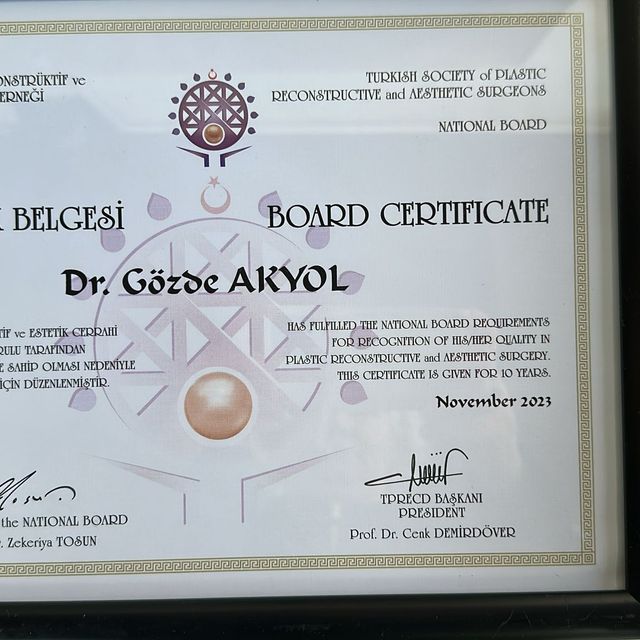 ONSTRÜKTİF ve
ERNEĞİ
TURKISH SOCIETY of PLASTIC
RECONSTRUCTIVE and AESTHETIC SURGEONS
NATIONAL BOARD
K BELGESİ
BOARD CERTIFICATE
Dr. Gözde AKYOL
TİF ve ESTETİK CERRAHİ
RULU TARAFINDAN
E SAHİP OLMASI NEDENİYLE
İÇİN DÜZENLENMİŞTİR.
HAS FULFILLED THE NATIONAL BOARD REQUIREMENTS
FOR RECOGNITION OF HIS/HER QUALITY IN
PLASTIC RECONSTRUCTIVE and AESTHETIC SURGERY.
THIS CERTIFICATE IS GIVEN FOR 10 YEARS.
November 2023
the NATIONAL BOARD
. Zekeriya TOSUN
TPRECD BAŞKANI
PRESIDENT
Prof. Dr. Cenk DEMİRDÖVER